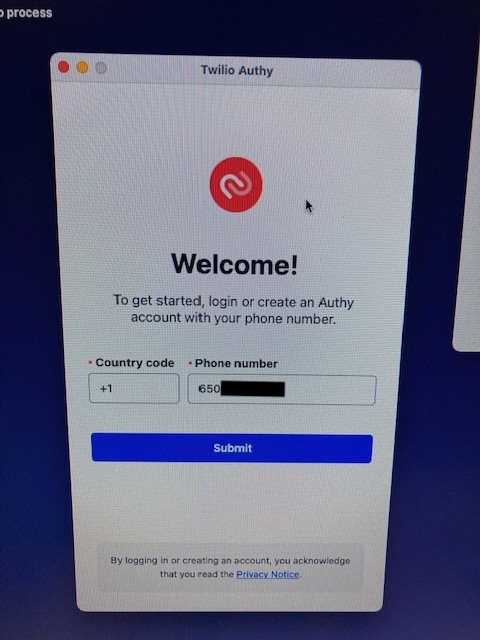 process
Twilio Authy
Welcome!
To get started, login or create an Authy
account with your phone number.
• Country code • Phone number
+1 650
Submit
By logging in or creating an account, you acknowledge
that you read the Privacy Notice.